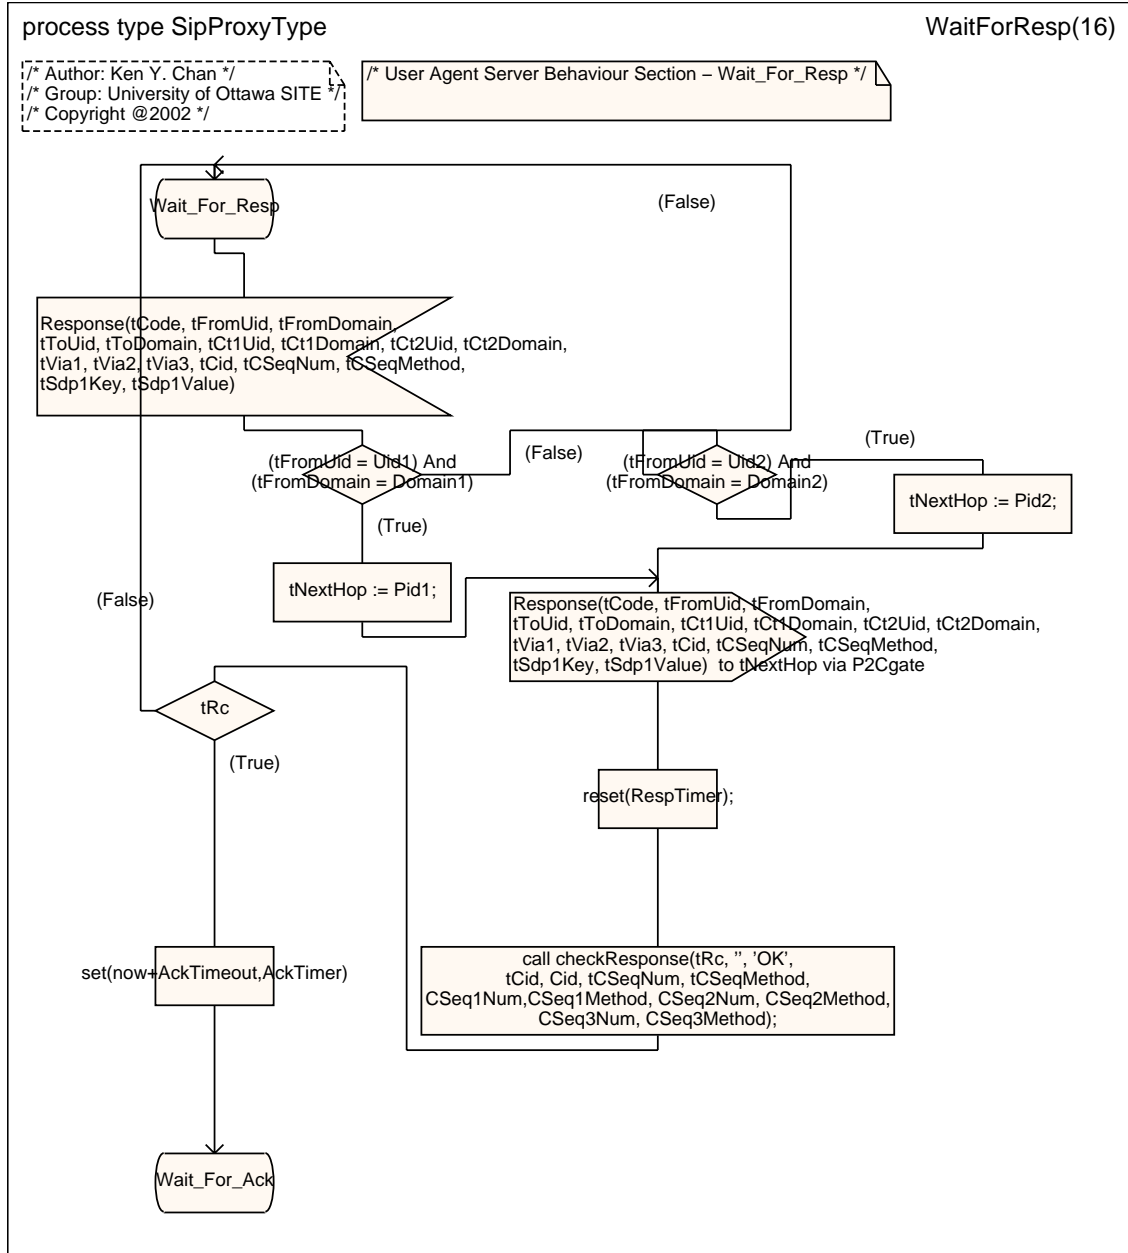 process type SipProxyType
WaitForResp(16)
/* Author: Ken Y. Chan */
/* Group: University of Ottawa SITE */
/* Copyright @2002 */
/* User Agent Server Behaviour Section – Wait_For_Resp */
Wait_For_Resp
(False)
Response(tCode, tFromUid, tFromDomain,
tToUid, tToDomain, tCt1Uid, tCt1Domain, tCt2Uid, tCt2Domain,
tVia1, tVia2, tVia3, tCid, tCSeqNum, tCSeqMethod,
tSdp1Key, tSdp1Value)
(tFromUid = Uid1) And
(tFromDomain = Domain1)
(False)
(tFromUid = Uid2) And
(tFromDomain = Domain2)
(True)
tNextHop := Pid2;
(True)
tNextHop := Pid1;
(False)
Response(tCode, tFromUid, tFromDomain,
tToUid, tToDomain, tCt1Uid, tCt1Domain, tCt2Uid, tCt2Domain,
tVia1, tVia2, tVia3, tCid, tCSeqNum, tCSeqMethod,
tSdp1Key, tSdp1Value)  to tNextHop via P2Cgate
tRc
(True)
reset(RespTimer);
set(now+AckTimeout,AckTimer)
call checkResponse(tRc, '', 'OK',
tCid, Cid, tCSeqNum, tCSeqMethod,
CSeq1Num,CSeq1Method, CSeq2Num, CSeq2Method,
CSeq3Num, CSeq3Method);
Wait_For_Ack